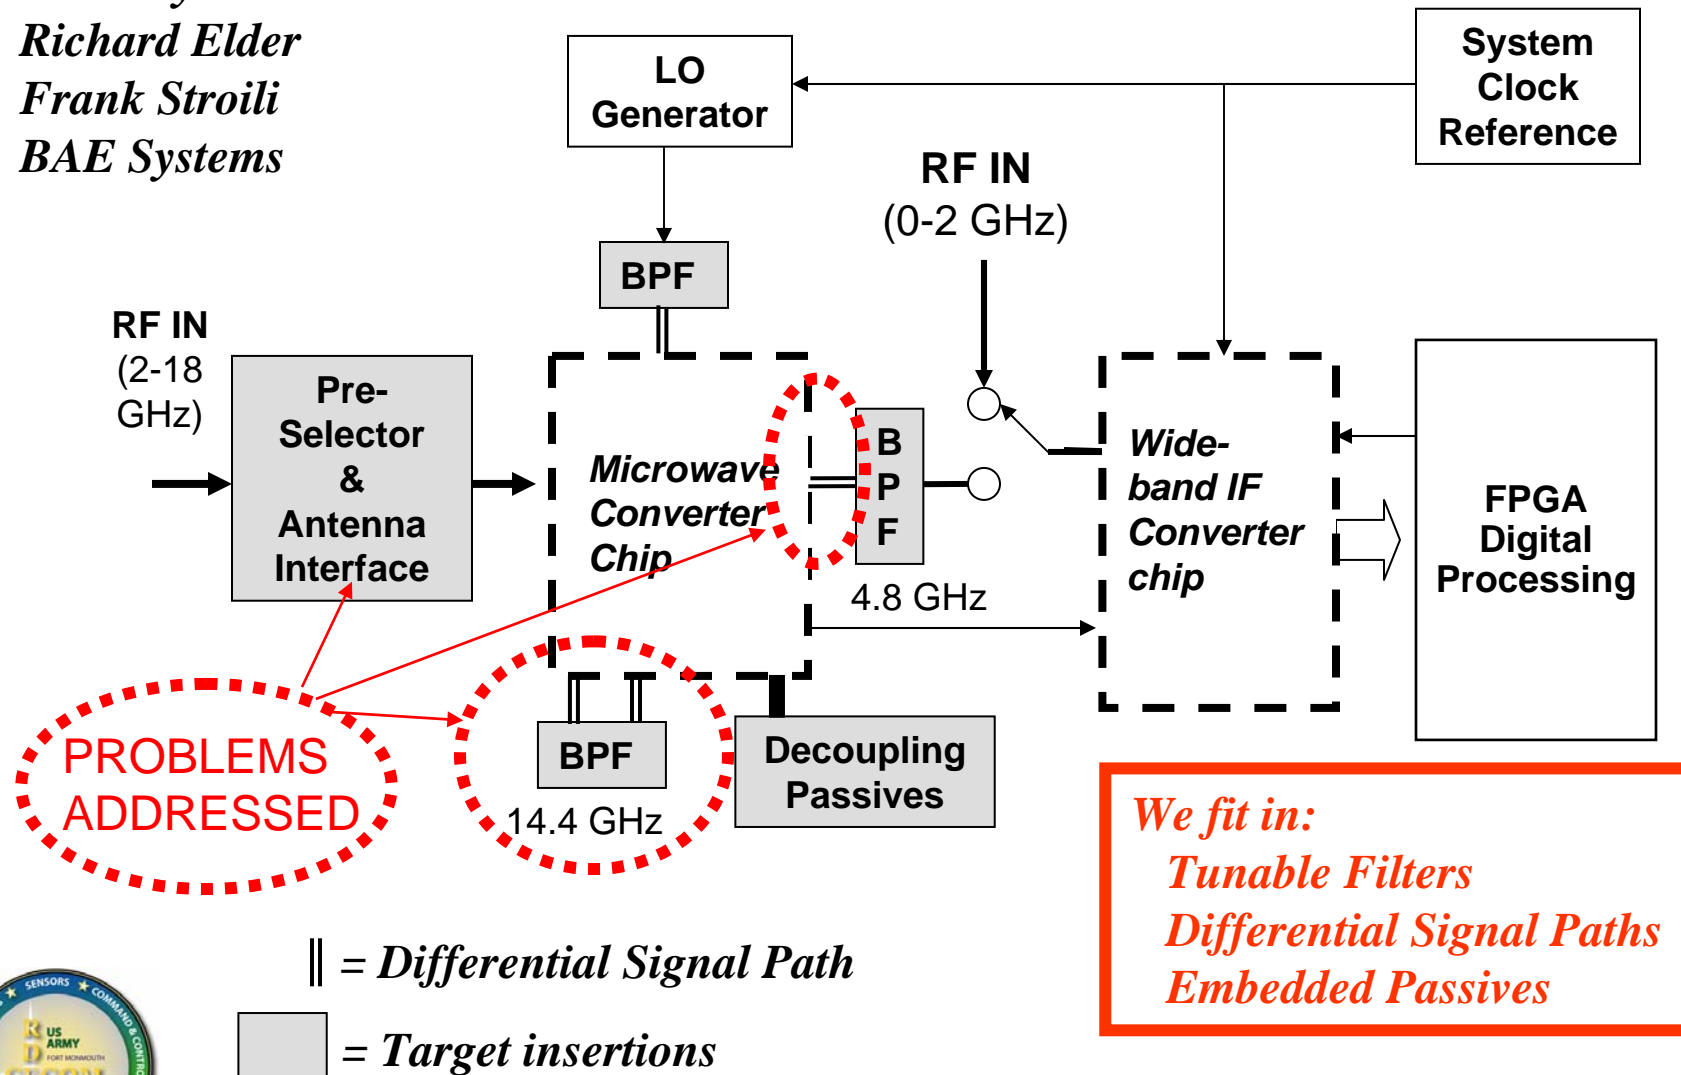 Richard Elder
Frank Stroili
BAE Systems
LO
Generator
System
Clock
Reference
RF IN
(0-2 GHz)
BPF
RF IN
(2-18
GHz)
Pre-
Selector
&
Antenna
Interface
Microwave
Converter
Chip
B
P
F
4.8 GHz
Wide-
band IF
Converter
chip
FPGA
Digital
Processing
PROBLEMS
ADDRESSED
BPF
14.4 GHz
Decoupling
Passives
We fit in:
Tunable Filters
Differential Signal Paths
Embedded Passives
= Differential Signal Path
= Target insertions
SENSORS
COMMAND & CONTROL
R US
ARMY
D FORT MONMOUTH